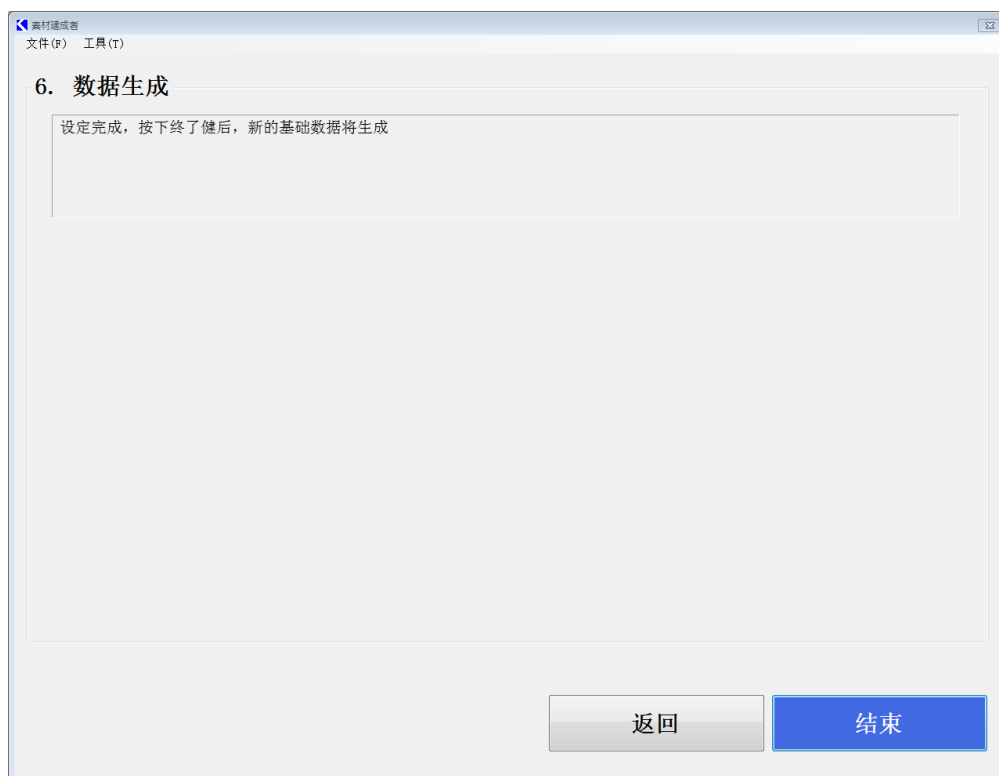 素材建成者
文件(F) 工具(T)
6. 数据生成
设定完成，按下终了健后，新的基础数据将生成
返回 结束